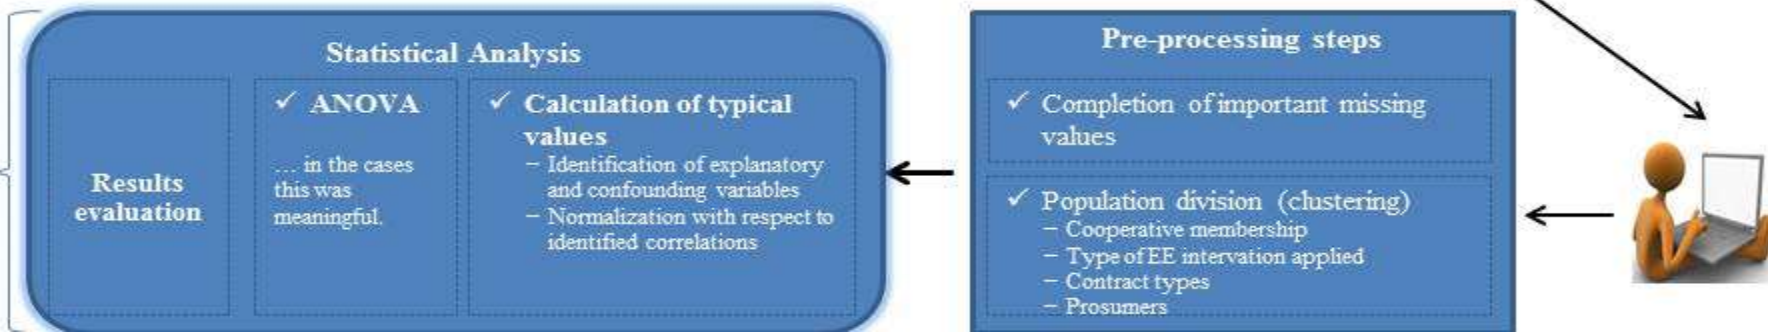 Statistical Analysis
Results
evaluation
✓ ANOVA
... in the cases
this was
meaningful.
✓ Calculation of typical
values
– Identification of explanatory
and confounding variables
– Normalization with respect to
identified correlations
Pre-processing steps
✓ Completion of important missing
values
✓ Population division (clustering)
– Cooperative membership
– Type of EE intervation applied
– Contract types
– Prosumers